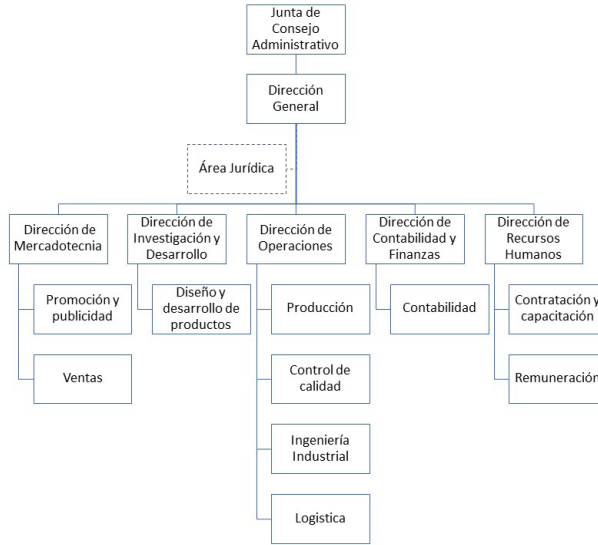 Junta de
Consejo
Administrativo
Dirección
General
Área Jurídica
Dirección de
Mercadotecnia
Dirección de
Investigación y
Desarrollo
Dirección de
Operaciones
Dirección de
Contabilidad y
Finanzas
Dirección de
Recursos
Humanos
Promoción y
publicidad
Diseño y
desarrollo de
productos
Producción
Contabilidad
Contratación y
capacitación
Ventas
Control de
calidad
Remuneración
Ingeniería
Industrial
Logistica